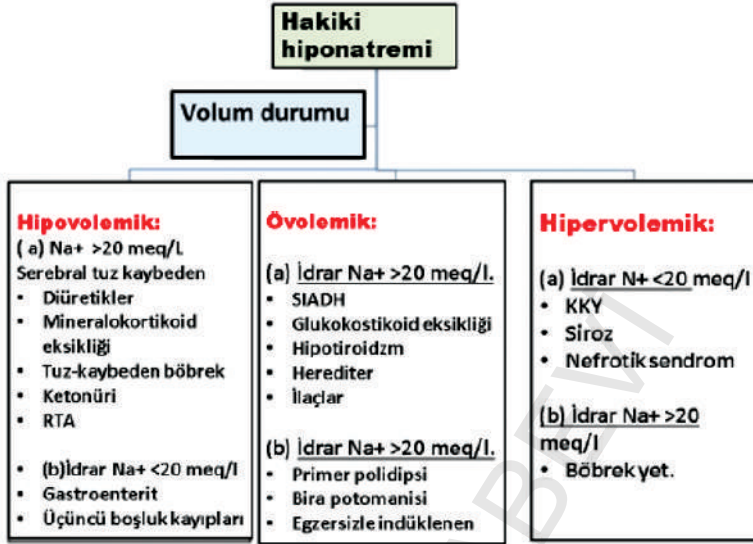 Hakiki
hiponatremi
Volum durumu
Hipovolemik:
( a) Na+ >20 meq/L
Serebral tuz kaybeden
• Diüretikler
• Mineralokortikoid
eksikliği
• Tuz-kaybeden böbrek
• Ketonüri
• RTA
• (b)İdrar Na+ <20 meq/l
• Gastroenterit
• Üçüncü boşluk kayıpları
Övolemik:
(a) İdrar Na+ >20 meq/l.
• SIADH
• Glukokostikoid eksikliği
• Hipotiroidzm
• Herediter
• İlaçlar
(b) İdrar Na+ >20 meq/l.
• Primer polidipsi
• Bira potomanisi
• Egzersizle indüklenen
Hipervolemik:
(a) İdrar N+ <20 meq/l
• KKY
• Siroz
• Nefrotik sendrom
(b) İdrar Na+ >20
meq/l
• Böbrek yet.